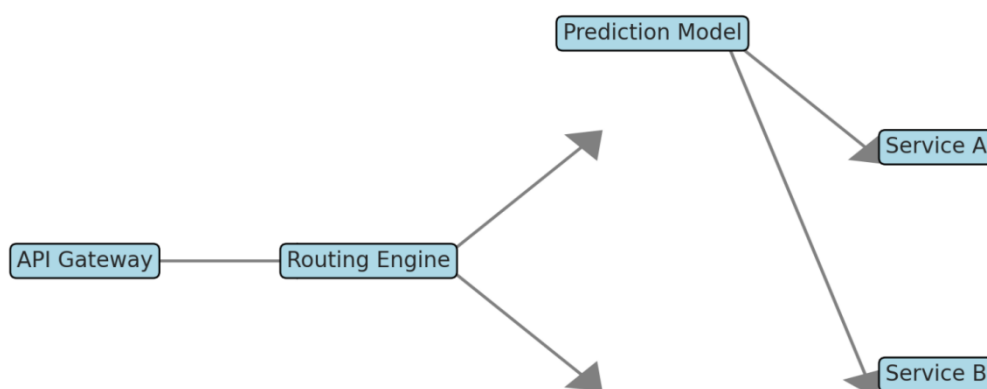 Prediction Model
Service A
API Gateway
Routing Engine
Service B